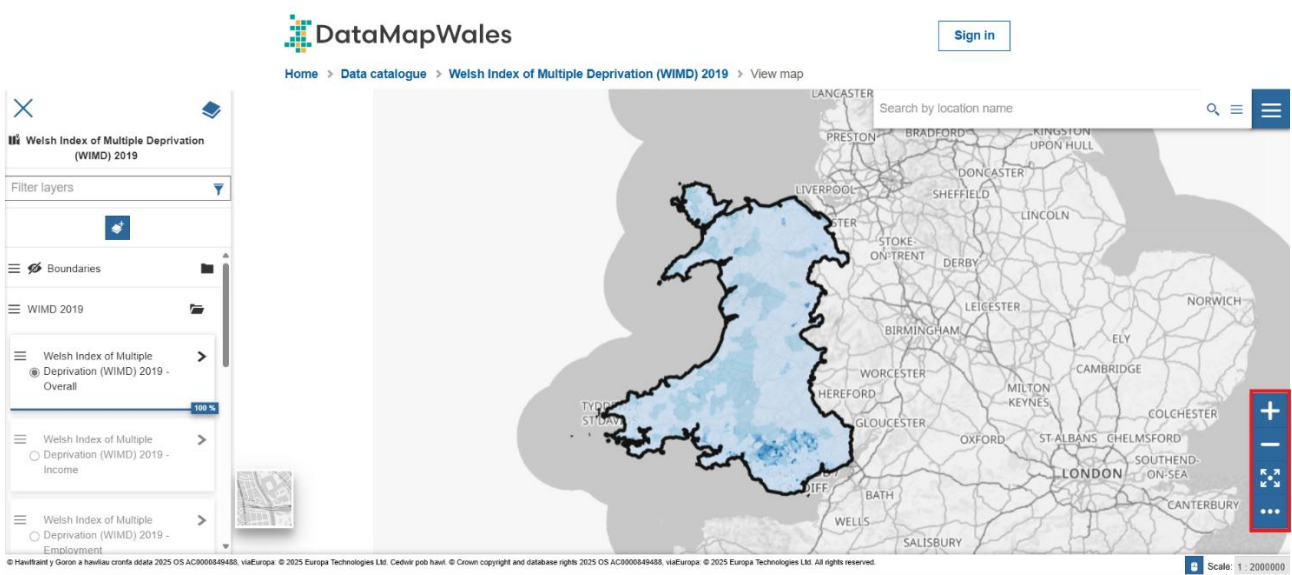 DataMapWales
Sign in
Home > Data catalogue > Welsh Index of Multiple Deprivation (WIMD) 2019 > View map
Welsh Index of Multiple Deprivation
(WIMD) 2019
Filter layers
Boundaries
WIMD 2019
Welsh Index of Multiple
Deprivation (WIMD) 2019 -
Overall
100 %
Welsh Index of Multiple
Deprivation (WIMD) 2019 -
Income
Welsh Index of Multiple
Deprivation (WIMD) 2019 -
Employment
Search by location name
LANCASTER
PRESTON
BRADFORD
KINGSTON
UPON HULL
DONCASTER
LIVERPOOL
SHEFFIELD
LINCOLN
STER
STOKE-
ON-TRENT
DERBY
LEICESTER
NORWICH
BIRMINGHAM
ELY
WORCESTER
CAMBRIDGE
HEREFORD
MILTON
KEYNES
TYDD
ST DAV
COLCHESTER
GLOUCESTER
OXFORD
ST ALBANS
CHELMSFORD
SOUTHEND-
ON-SEA
LONDON
DIFF
BATH
CANTERBURY
WELLS
SALISBURY
© Hawlfraint y Goron a hawliau cronfa ddata 2025 OS AC0000849488, viaEuropa: © 2025 Europa Technologies Ltd. Cedwir pob hawl. © Crown copyright and database rights 2025 OS AC0000849488, viaEuropa: © 2025 Europa Technologies Ltd. All rights reserved.
Scale: 1 : 2000000